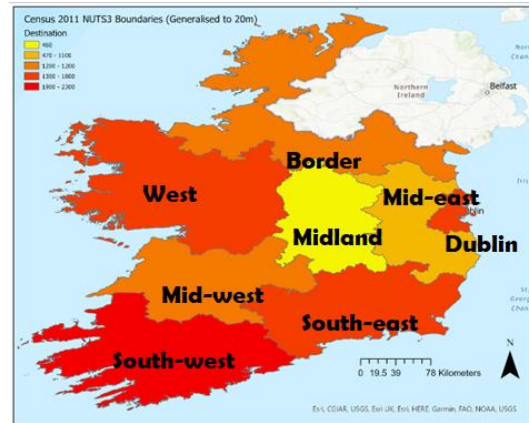 Census 2011 NUTS3 Boundaries (Generalised to 20m)
Destination
460
470 - 1100
1200 - 1200
1300 - 1800
1900 - 2300
Northern
Ireland
Belfast
Border
West
Mid-east
Midland
Dublin
Mid-west
South-east
South-west
0 19.5 39 78 Kilometers
N
Esri, CGIAR, USGS, Esri UK, Esri, HERE, Garmin, FAO, NOAA, USGS